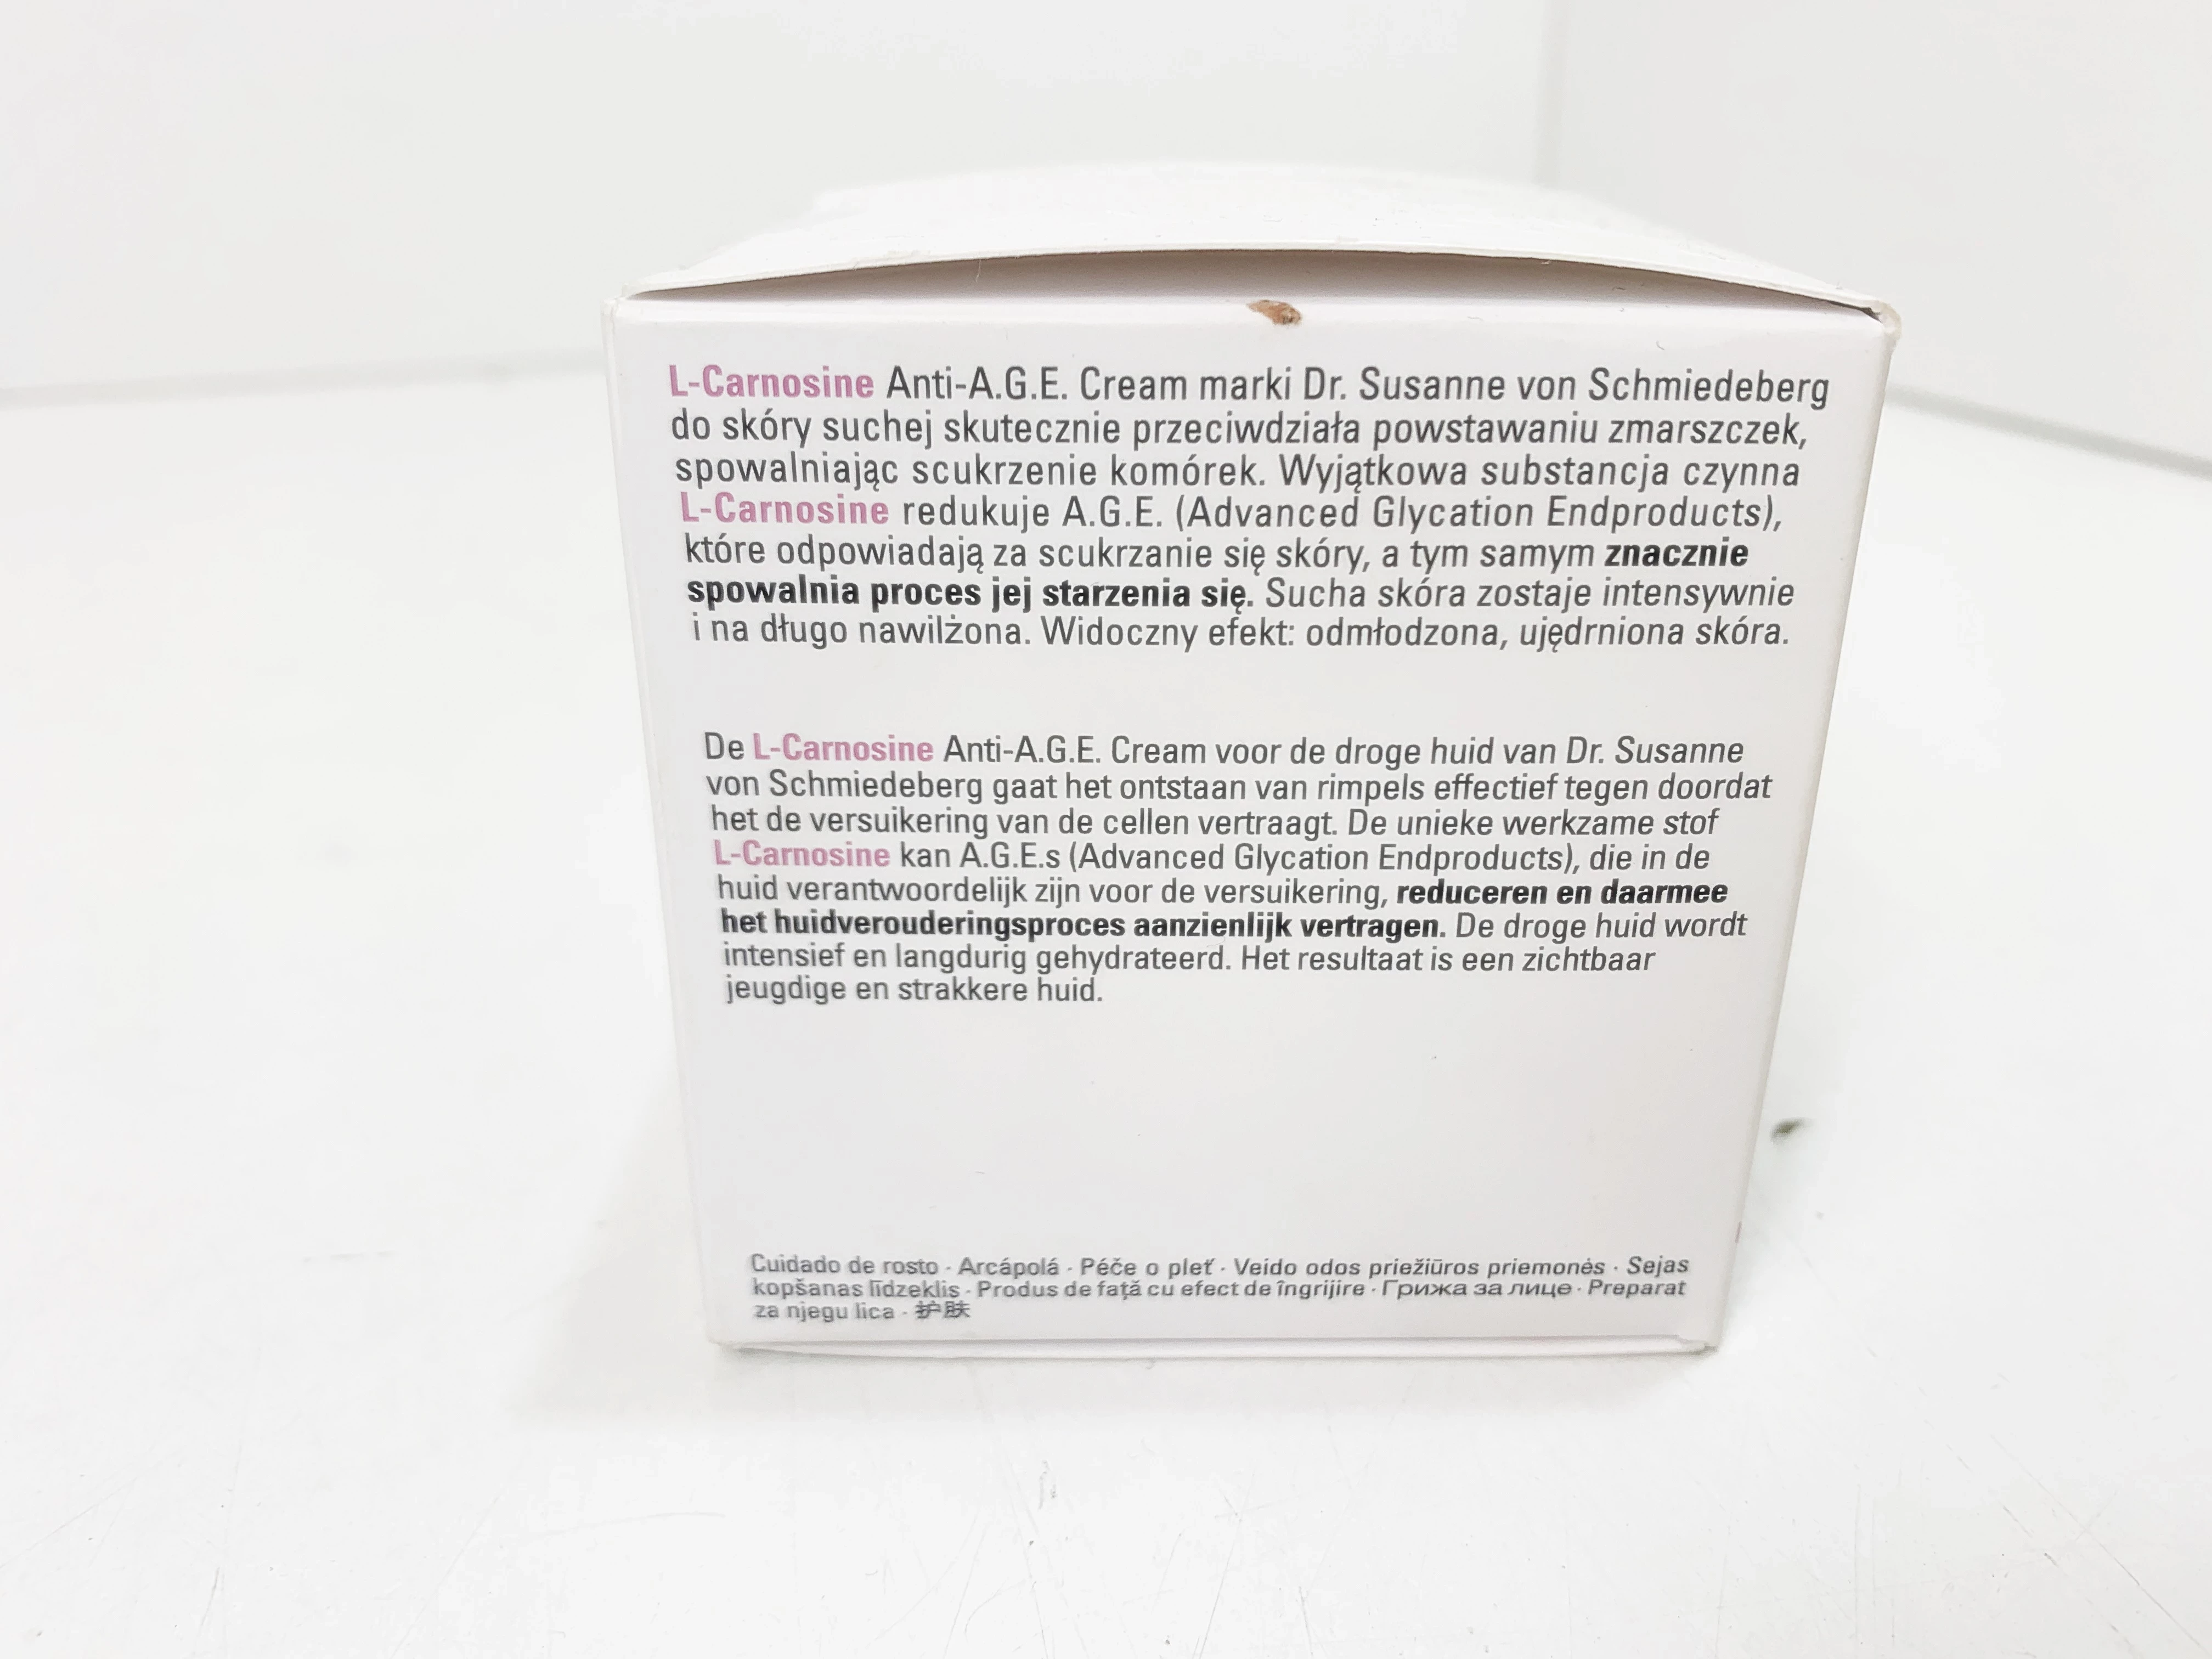 L-Carnosine Anti-A.G.E. Cream marki Dr. Susanne von Schmiedeberg
do skóry suchej skutecznie przeciwdziała powstawaniu zmarszczek,
spowalniając scukrzenie komórek. Wyjątkowa substancja czynna
L-Carnosine redukuje A.G.E. (Advanced Glycation Endproducts),
które odpowiadają za scukrzanie się skóry, a tym samym znacznie
spowalnia proces jej starzenia się. Sucha skóra zostaje intensywnie
i na długo nawilżona. Widoczny efekt: odmłodzona, ujędrniona skóra.
De L-Carnosine Anti-A.G.E. Cream voor de droge huid van Dr. Susanne
von Schmiedeberg gaat het ontstaan van rimpels effectief tegen doordat
het de versuikering van de cellen vertraagt. De unieke werkzame stof
L-Carnosine kan A.G.E.s (Advanced Glycation Endproducts), die in de
huid verantwoordelijk zijn voor de versuikering, reduceren en daarmee
het huidverouderingsproces aanzienlijk vertragen. De droge huid wordt
intensief en langdurig gehydrateerd. Het resultaat is een zichtbaar
jeugdige en strakkere huid.
Cuidado de rosto · Arcápolá · Péče o pleť · Veido odos priežiūros priemonės · Sejas
kopšanas līdzeklis · Produs de față cu efect de îngrijire · Грижа за лице · Preparat
za njegu lica · 护肤